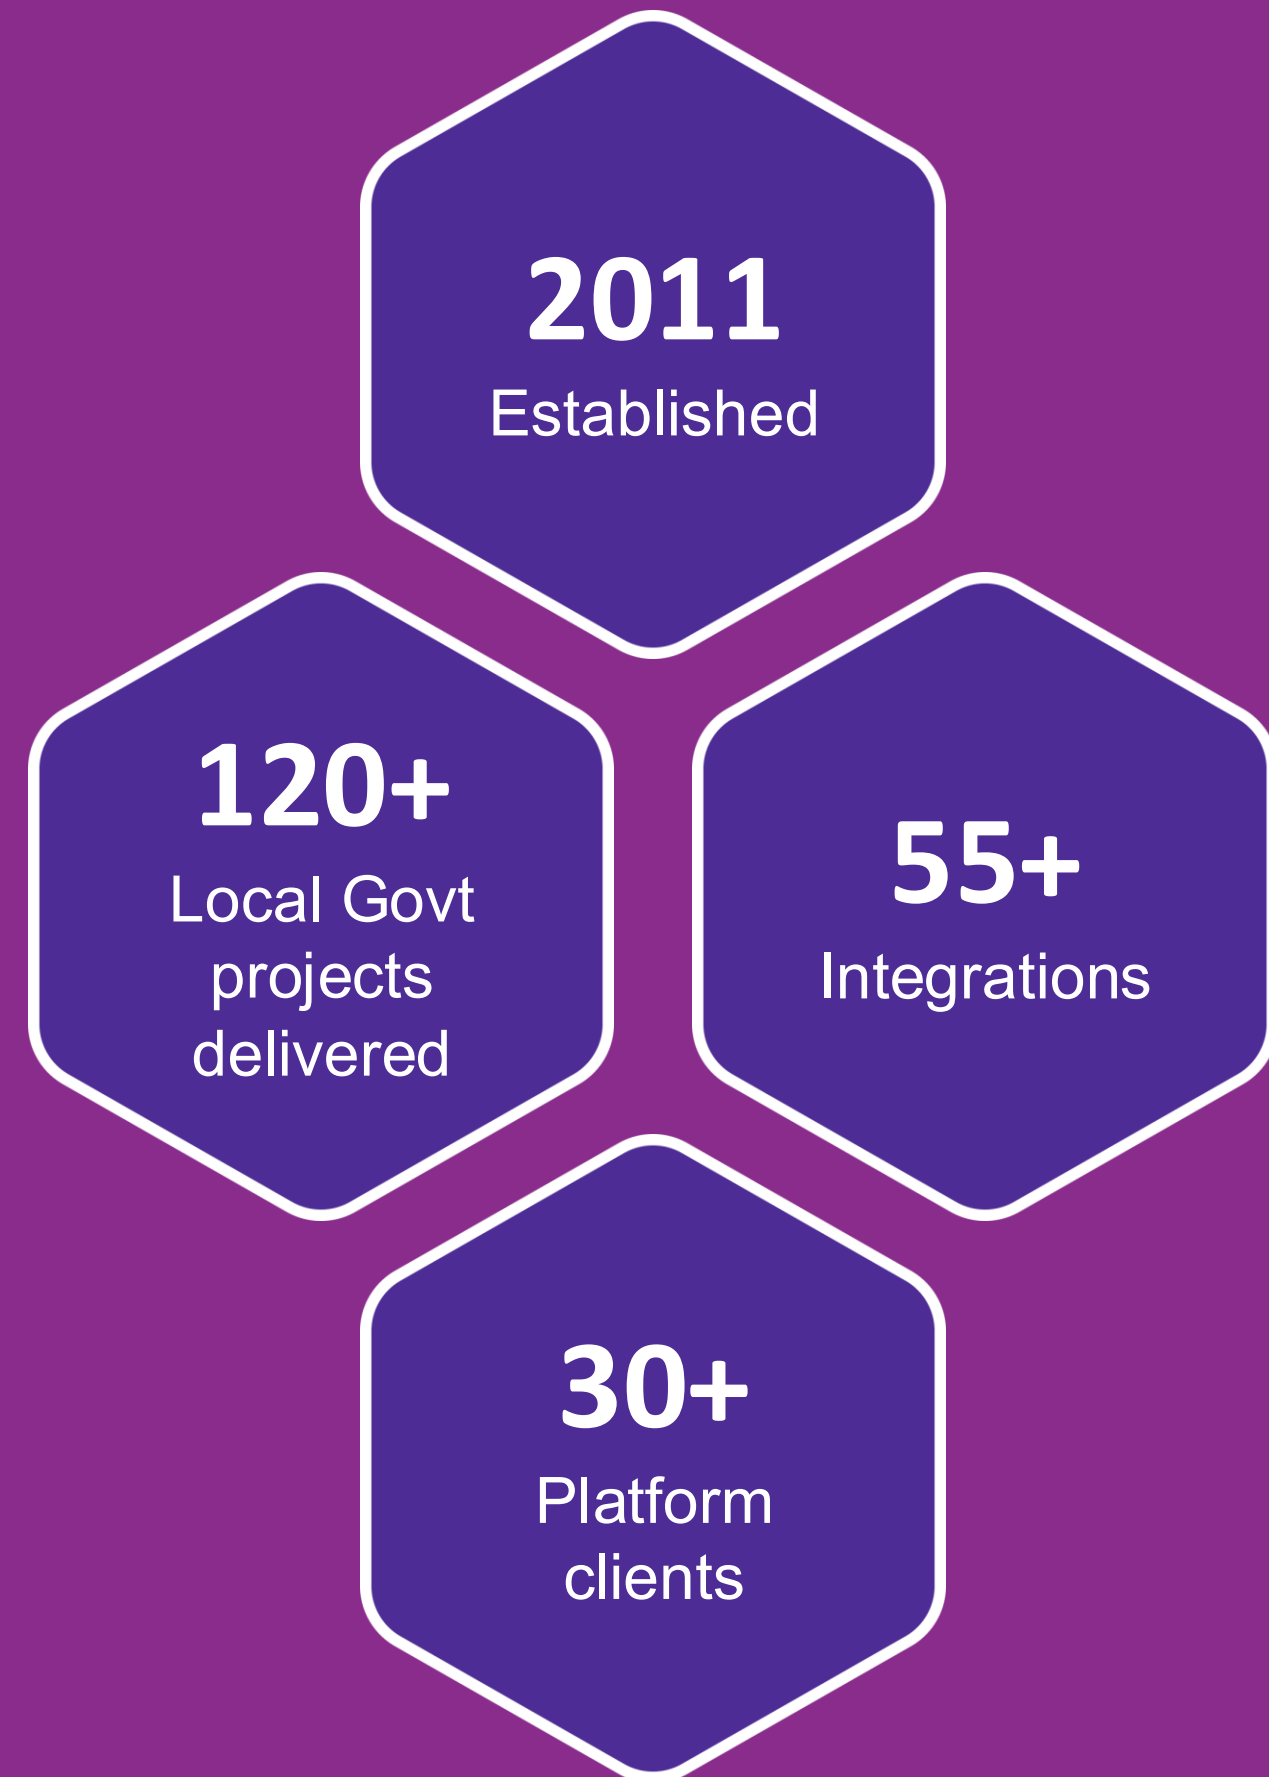 2011
Established
120+
Local Govt
projects
delivered
55+
Integrations
30+
Platform
clients